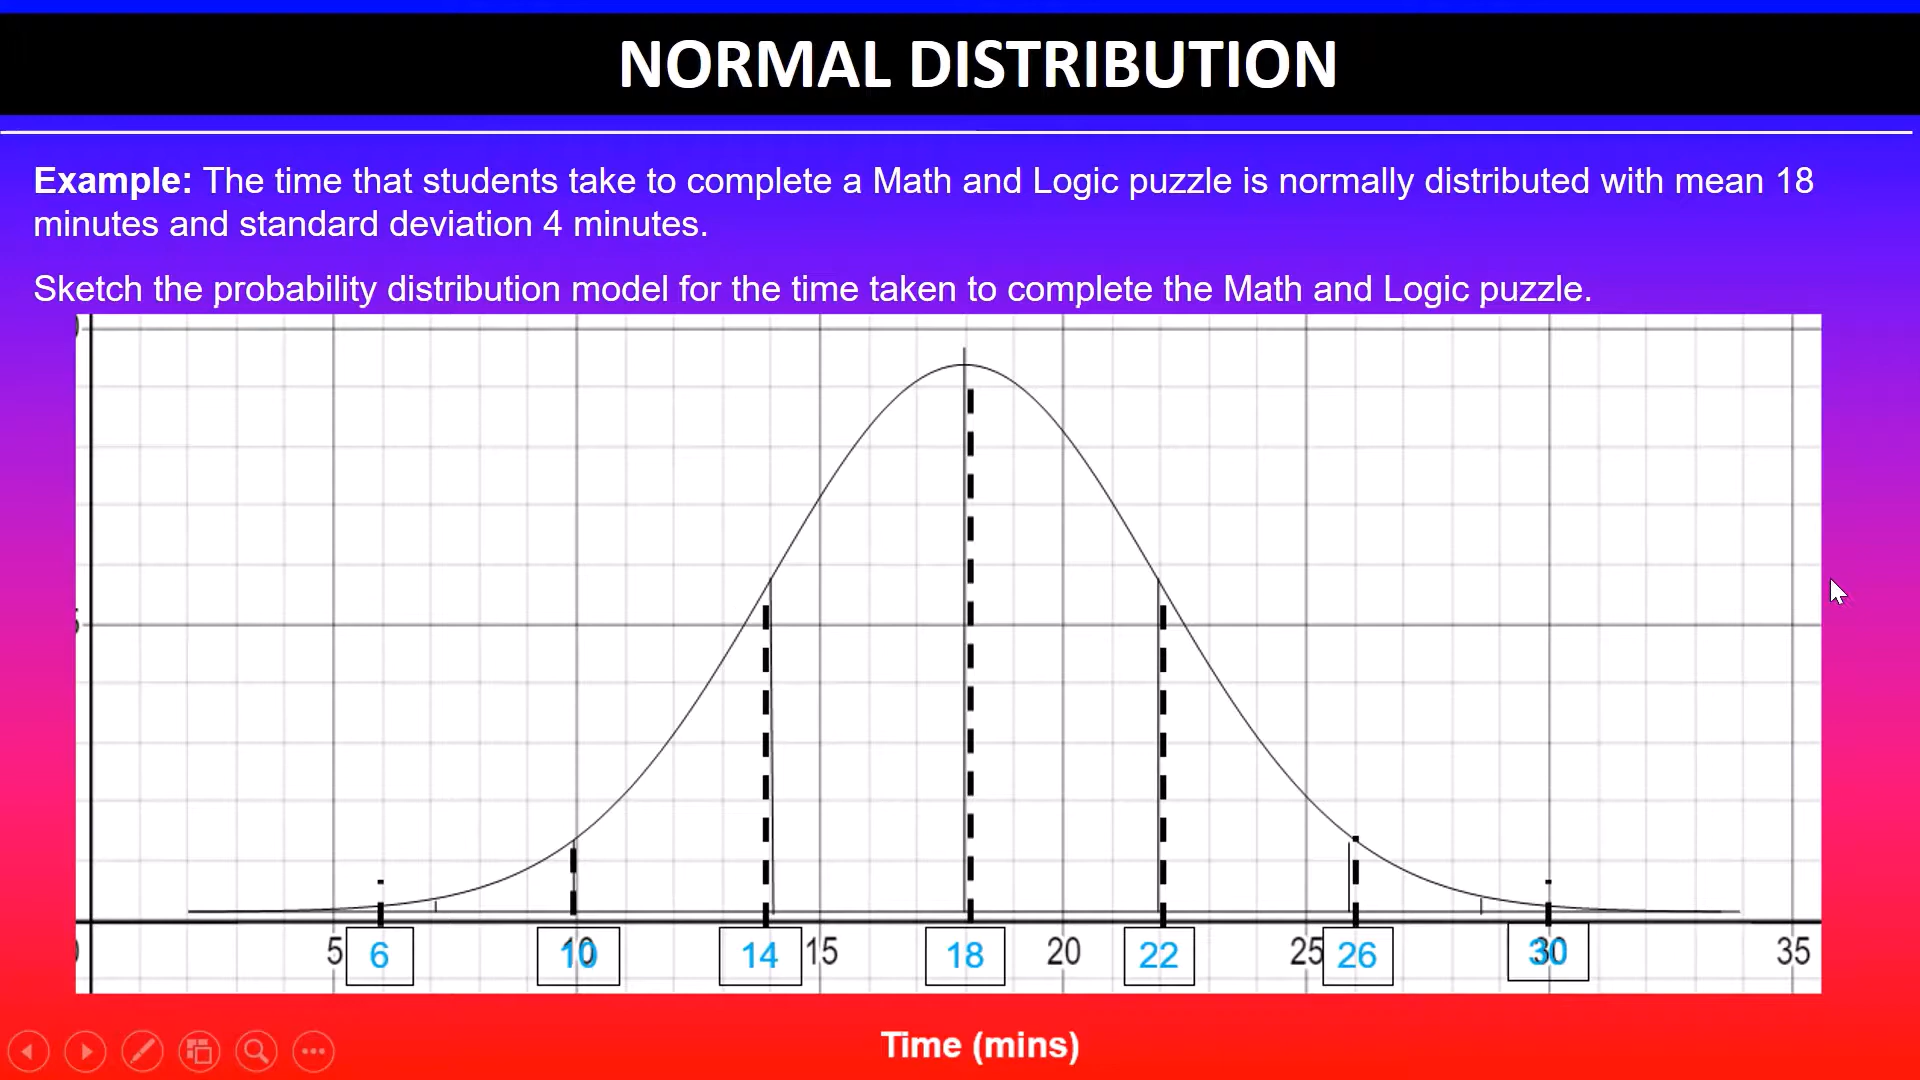 NORMAL DISTRIBUTION
Example: The time that students take to complete a Math and Logic puzzle is normally distributed with mean 18
minutes and standard deviation 4 minutes.
Sketch the probability distribution model for the time taken to complete the Math and Logic puzzle.
5 6 10 10 14 15 18 20 22 25 26 30 30 35
Time (mins)